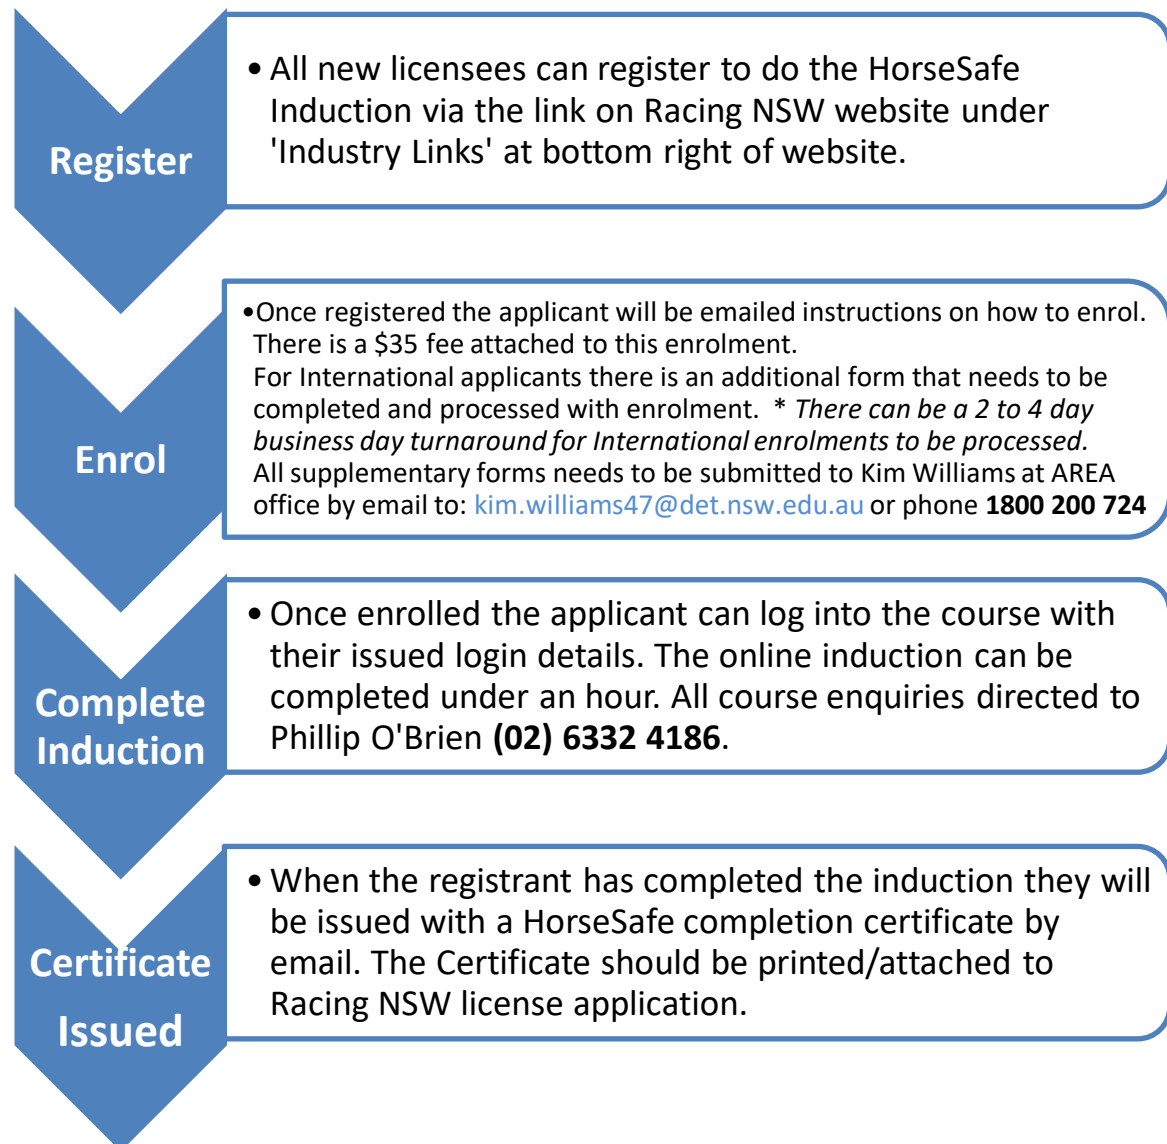 Register
• All new licensees can register to do the HorseSafe
Induction via the link on Racing NSW website under
'Industry Links' at bottom right of website.
Enrol
•Once registered the applicant will be emailed instructions on how to enrol.
There is a $35 fee attached to this enrolment.
For International applicants there is an additional form that needs to be
completed and processed with enrolment. * There can be a 2 to 4 day
business day turnaround for International enrolments to be processed.
All supplementary forms needs to be submitted to Kim Williams at AREA
office by email to: kim.williams47@det.nsw.edu.au or phone 1800 200 724
Complete
Induction
• Once enrolled the applicant can log into the course with
their issued login details. The online induction can be
completed under an hour. All course enquiries directed to
Phillip O'Brien (02) 6332 4186.
Certificate
Issued
• When the registrant has completed the induction they will
be issued with a HorseSafe completion certificate by
email. The Certificate should be printed/attached to
Racing NSW license application.